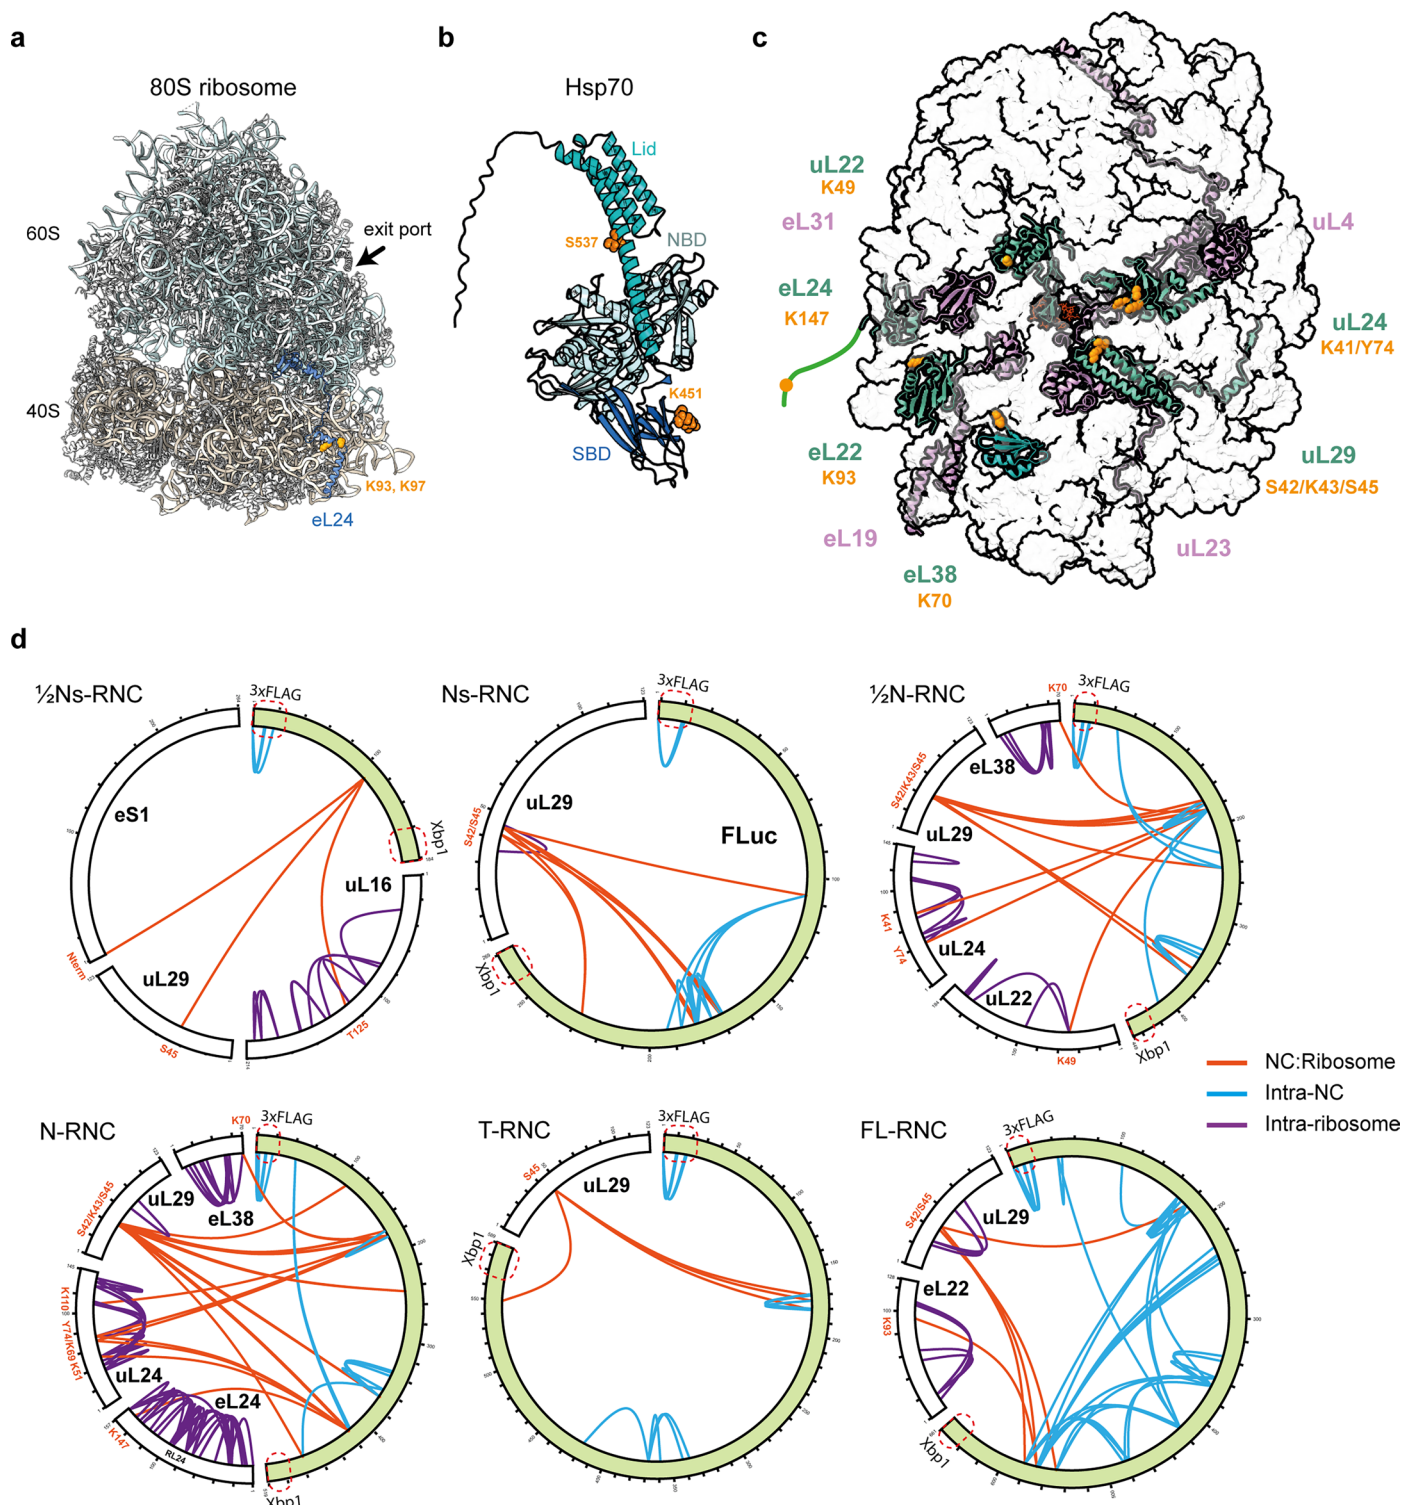 a
80S ribosome
60S
exit port
40S
K93, K97
eL24
b
Hsp70
Lid
S537
NBD
K451
SBD
c
uL22
K49
eL31
uL4
eL24
K147
uL24
K41/Y74
eL22
K93
uL29
S42/K43/S45
eL19
uL23
eL38
K70
d
½Ns-RNC
3xFLAG
eS1
Xbp1
uL16
Nterm
uL29
S45
T125
Ns-RNC
3xFLAG
uL29
S42/S45
FLuc
Xbp1
½N-RNC
K70
3xFLAG
eL38
S42/K43/S45
uL29
K41
Y74
uL24
uL22
K49
Xbp1
NC:Ribosome
Intra-NC
Intra-ribosome
N-RNC
K70
3xFLAG
uL29
S42/K43/S45
eL38
K110
Y74/K69
K51
uL24
eL24
K147
RL24
Xbp1
T-RNC
3xFLAG
S45
uL29
Xbp1
FL-RNC
3xFLAG
S42/S45
uL29
eL22
K93
Xbp1